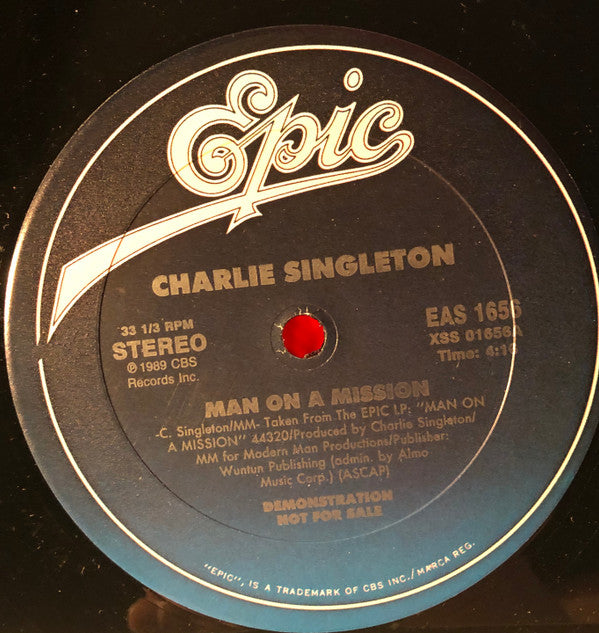 Epic
CHARLIE SINGLETON
33 1/3 RPM
STEREO
℗ 1989 CBS
Records Inc.
EAS 1656
XSS 01656A
Time: 4:1
MAN ON A MISSION
-C. Singleton/MM- Taken From The EPIC LP: "MAN ON
A MISSION" 44320/Produced by Charlie Singleton/
MM for Modern Man Productions/Publisher:
Wuntun Publishing (admin. by Almo
Music Corp.) (ASCAP)
DEMONSTRATION
NOT FOR SALE
"EPIC", IS A TRADEMARK OF CBS INC./MARCA REG.